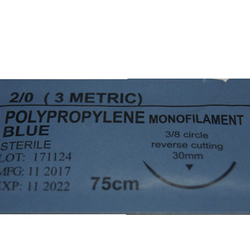 2/0 ( 3 METRIC)
POLYPROPYLENE MONOFILAMENT
BLUE
3/8 circle
STERILE
reverse cutting
LOT: 171124
30mm
MFG: 11 2017
EXP: 11 2022
75cm